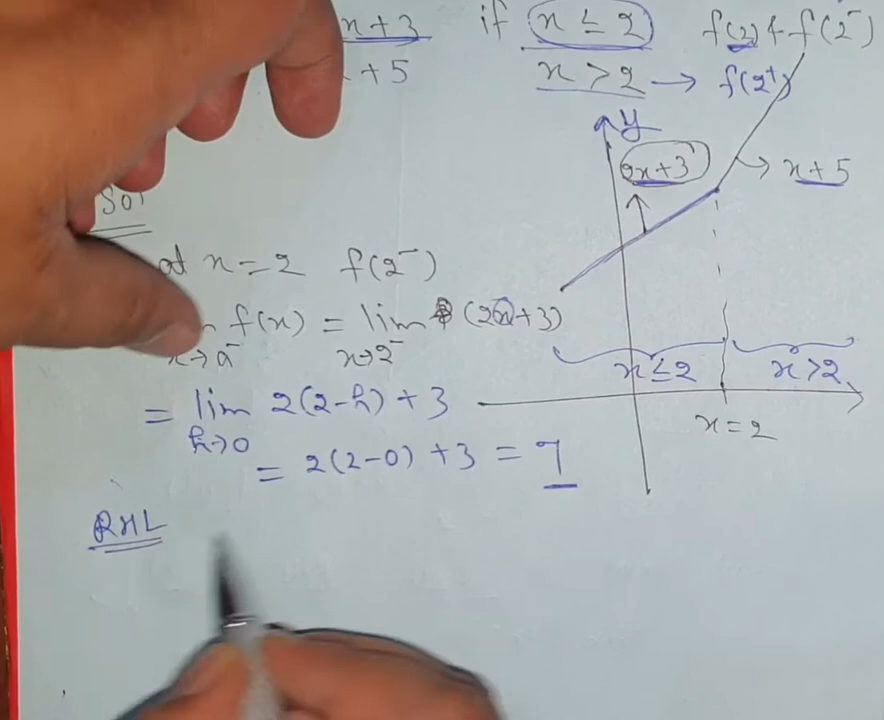 x+3 if x ≤ 2 f(2) & f(2⁻)
+5 x > 2 → f(2⁺)
y
2x+3
x+5
Sol
at x = 2 f(2⁻)
f(x) = lim (2x+3)
x→a⁻ x→2⁻
x ≤ 2 x > 2
= lim 2(2-h) + 3
h→0
x = 2
= 2(2-0) + 3 = 7
RHL